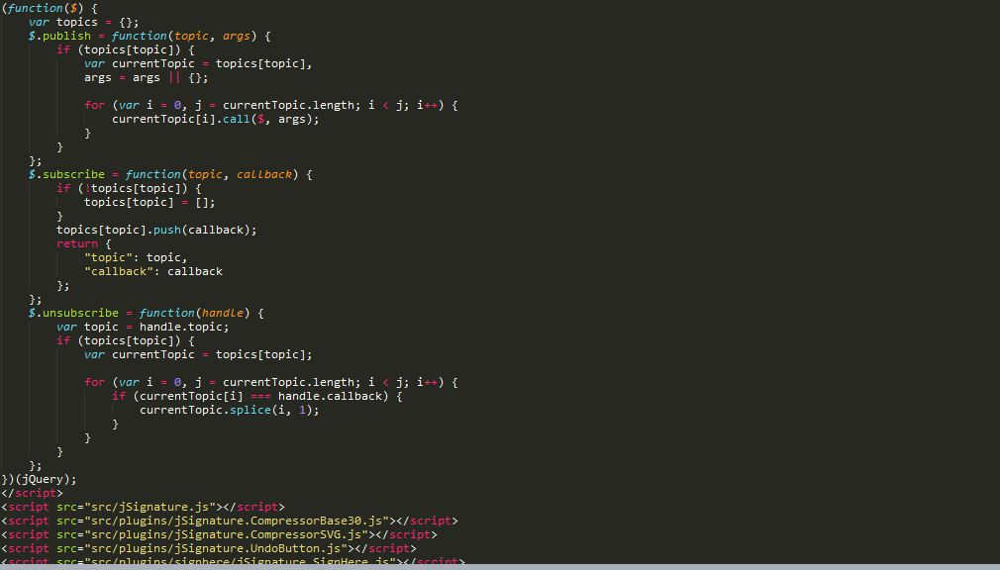 (function($) {
var topics = {};
$.publish = function(topic, args) {
if (topics[topic]) {
var currentTopic = topics[topic],
args = args || {};
for (var i = 0, j = currentTopic.length; i < j; i++) {
currentTopic[i].call($, args);
}
}
};
$.subscribe = function(topic, callback) {
if (!topics[topic]) {
topics[topic] = [];
}
topics[topic].push(callback);
return {
"topic": topic,
"callback": callback
};
};
$.unsubscribe = function(handle) {
var topic = handle.topic;
if (topics[topic]) {
var currentTopic = topics[topic];
for (var i = 0, j = currentTopic.length; i < j; i++) {
if (currentTopic[i] === handle.callback) {
currentTopic.splice(i, 1);
}
}
}
};
})(jQuery);
</script>
<script src="src/jSignature.js"></script>
<script src="src/plugins/jSignature.CompressorBase30.js"></script>
<script src="src/plugins/jSignature.CompressorSVG.js"></script>
<script src="src/plugins/jSignature.UndoButton.js"></script>
<script src="src/plugins/signhere/jSignature.SignHere.js"></script>